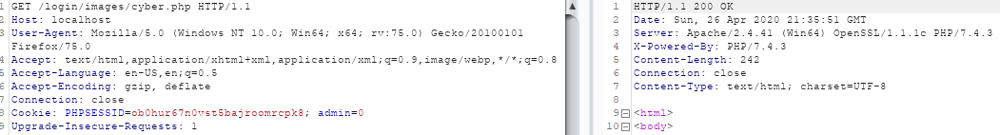 1 GET /login/images/cyber.php HTTP/1.1
2 Host: localhost
3 User-Agent: Mozilla/5.0 (Windows NT 10.0; Win64; x64; rv:75.0) Gecko/20100101
Firefox/75.0
4 Accept: text/html,application/xhtml+xml,application/xml;q=0.9,image/webp,*/*;q=0.8
5 Accept-Language: en-US,en;q=0.5
6 Accept-Encoding: gzip, deflate
7 Connection: close
8 Cookie: PHPSESSID=ob0hur67n0vst5bajroomrcpk8; admin=0
9 Upgrade-Insecure-Requests: 1
1 HTTP/1.1 200 OK
2 Date: Sun, 26 Apr 2020 21:35:51 GMT
3 Server: Apache/2.4.41 (Win64) OpenSSL/1.1.1c PHP/7.4.3
4 X-Powered-By: PHP/7.4.3
5 Content-Length: 242
6 Connection: close
7 Content-Type: text/html; charset=UTF-8
8
9 <html>
10 <body>